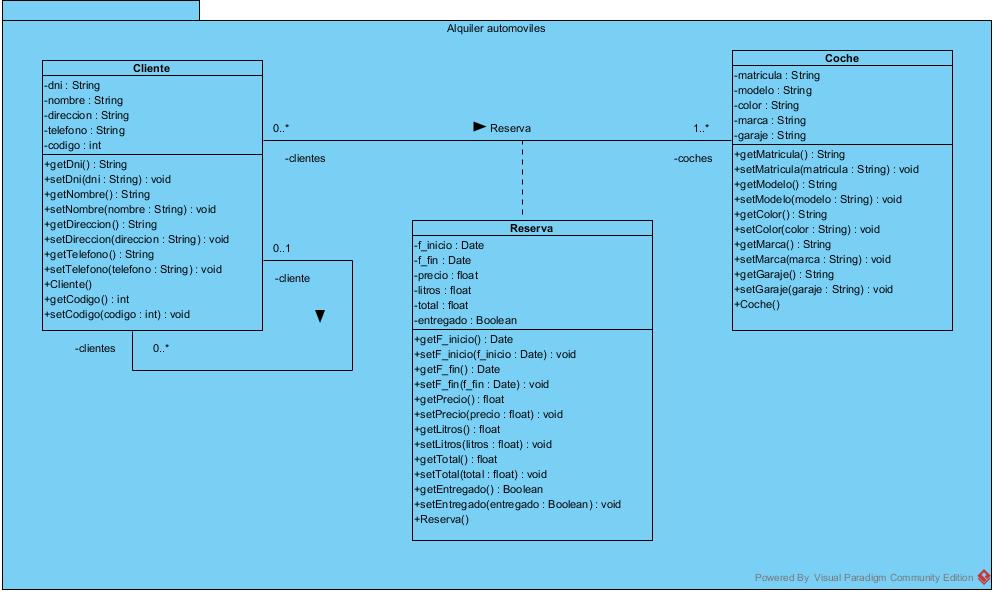 Alquiler automoviles
Cliente
-dni : String
-nombre : String
-direccion : String
-telefono : String
-codigo : int
+getDni() : String
+setDni(dni : String) : void
+getNombre() : String
+setNombre(nombre : String) : void
+getDireccion() : String
+setDireccion(direccion : String) : void
+getTelefono() : String
+setTelefono(telefono : String) : void
+Cliente()
+getCodigo() : int
+setCodigo(codigo : int) : void
0..*
-clientes
Reserva
1..*
-coches
Coche
-matricula : String
-modelo : String
-color : String
-marca : String
-garaje : String
+getMatricula() : String
+setMatricula(matricula : String) : void
+getModelo() : String
+setModelo(modelo : String) : void
+getColor() : String
+setColor(color : String) : void
+getMarca() : String
+setMarca(marca : String) : void
+getGaraje() : String
+setGaraje(garaje : String) : void
+Coche()
0..1
-cliente
-clientes
0..*
Reserva
-f_inicio : Date
-f_fin : Date
-precio : float
-litros : float
-total : float
-entregado : Boolean
+getF_inicio() : Date
+setF_inicio(f_inicio : Date) : void
+getF_fin() : Date
+setF_fin(f_fin : Date) : void
+getPrecio() : float
+setPrecio(precio : float) : void
+getLitros() : float
+setLitros(litros : float) : void
+getTotal() : float
+setTotal(total : float) : void
+getEntregado() : Boolean
+setEntregado(entregado : Boolean) : void
+Reserva()
Powered By Visual Paradigm Community Edition